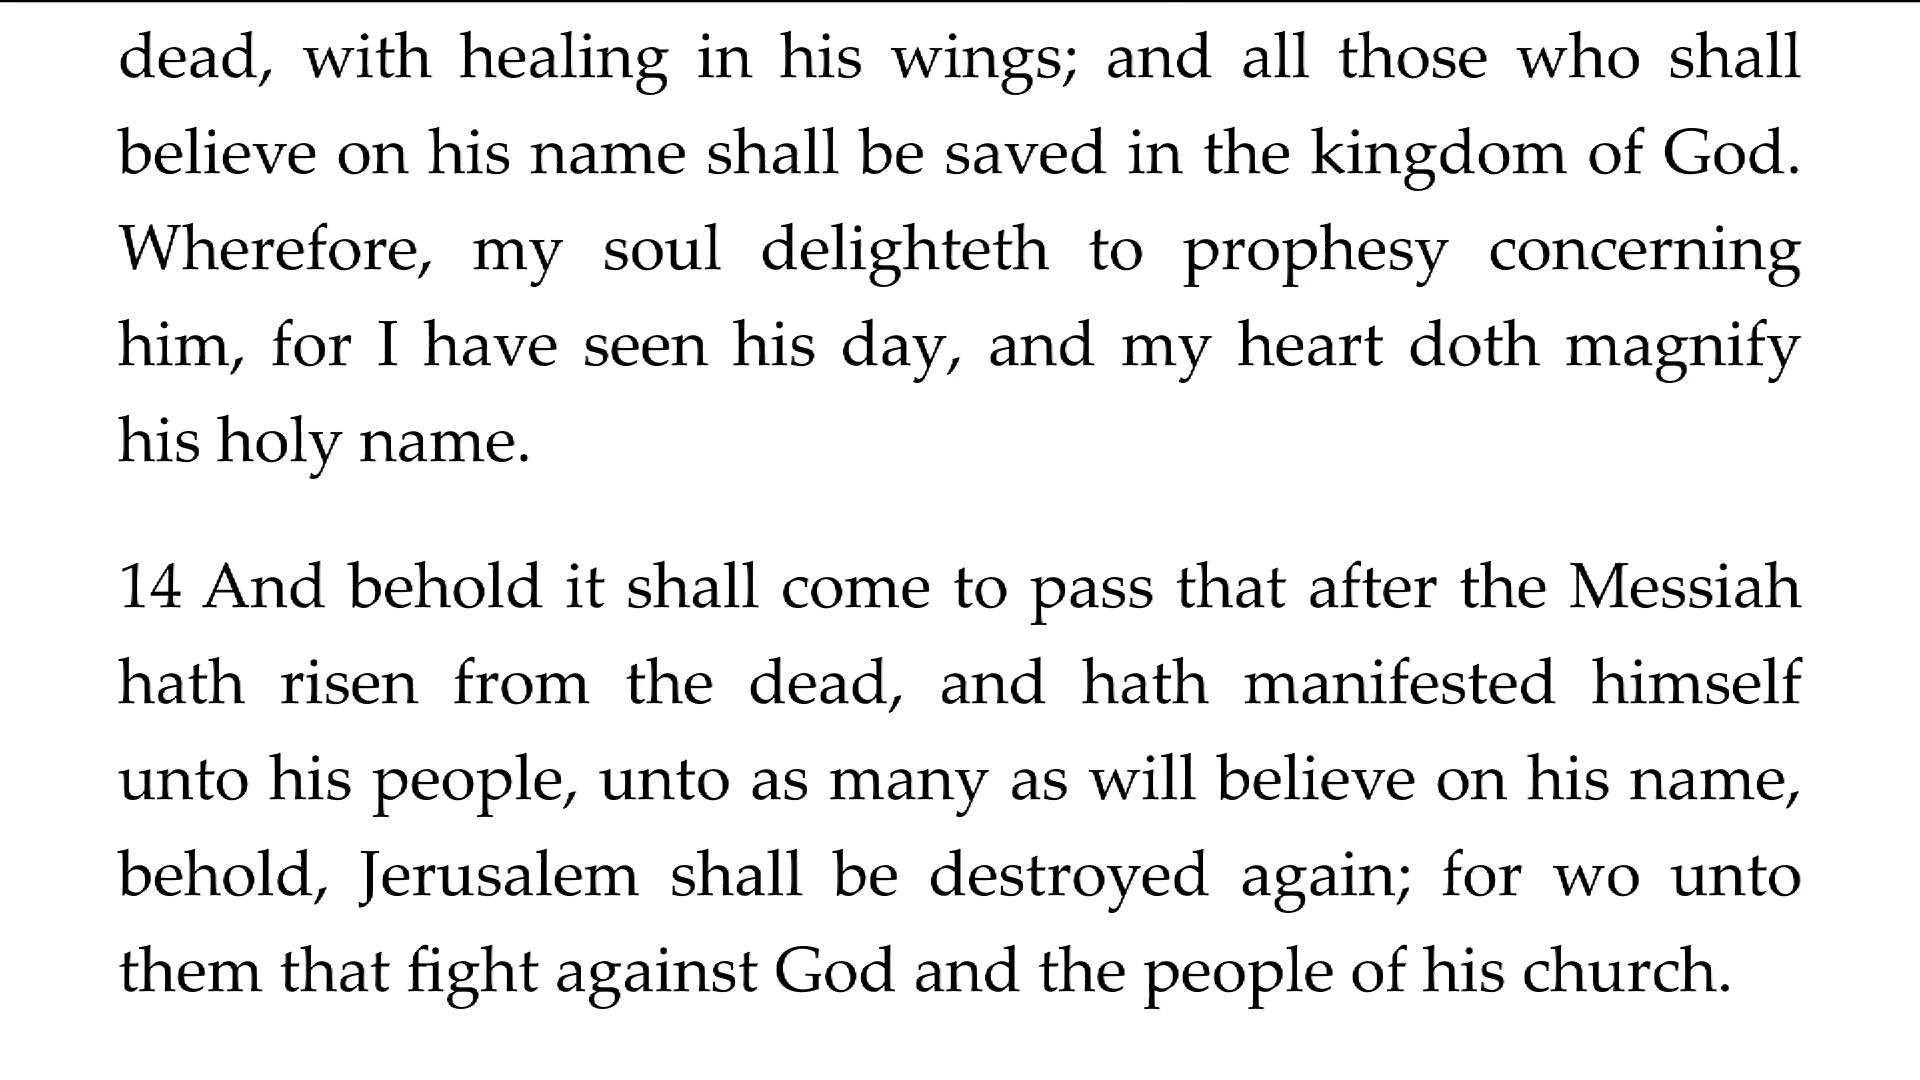 dead, with healing in his wings; and all those who shall
believe on his name shall be saved in the kingdom of God.
Wherefore, my soul delighteth to prophesy concerning
him, for I have seen his day, and my heart doth magnify
his holy name.
14 And behold it shall come to pass that after the Messiah
hath risen from the dead, and hath manifested himself
unto his people, unto as many as will believe on his name,
behold, Jerusalem shall be destroyed again; for wo unto
them that fight against God and the people of his church.